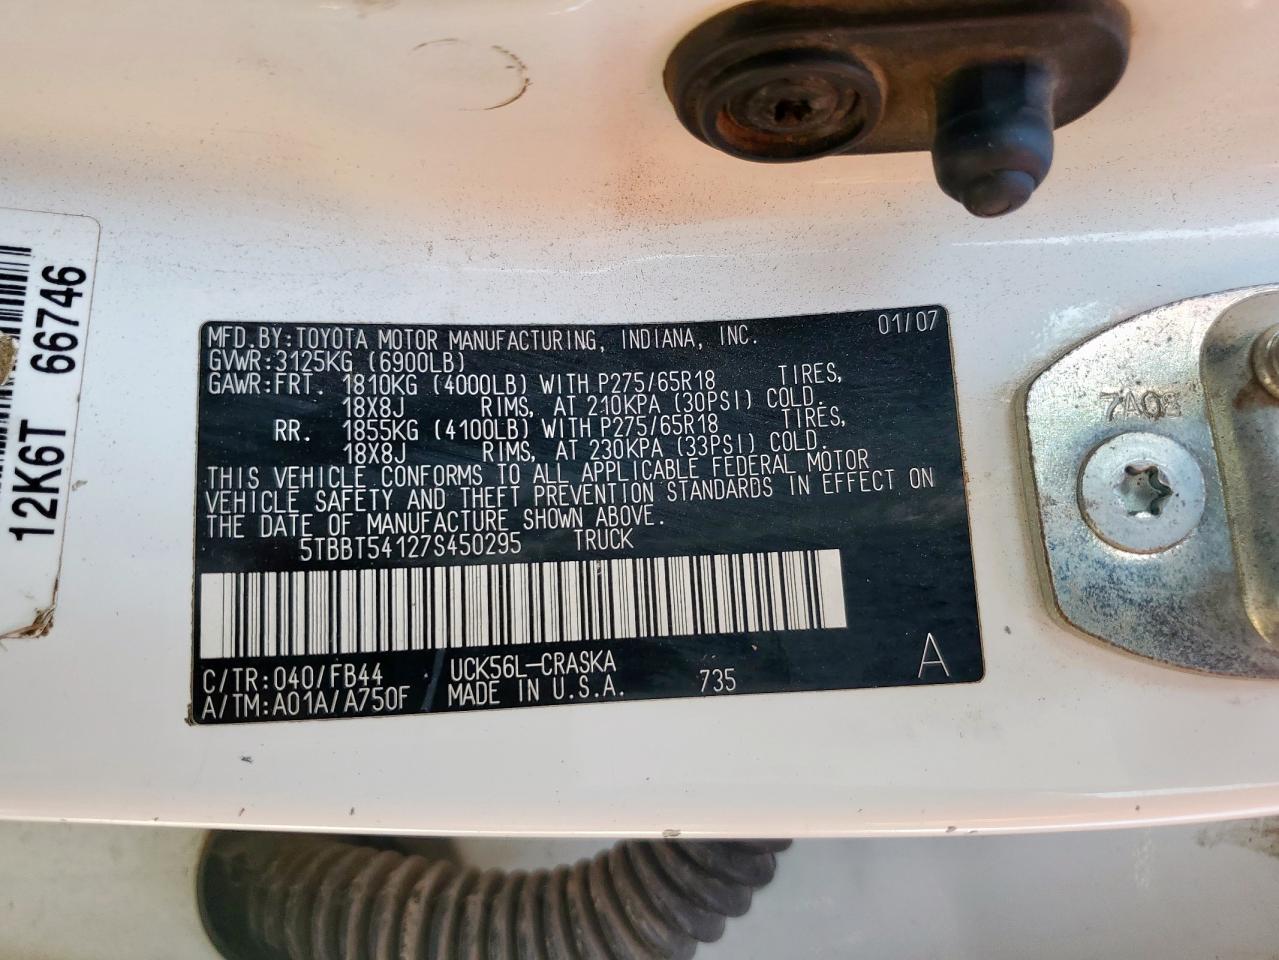 MFD.BY:TOYOTA MOTOR MANUFACTURING, INDIANA, INC. 01/07
GVWR:3125KG (6900LB)
GAWR:FRT. 1810KG (4000LB) WITH P275/65R18 TIRES,
18X8J RIMS, AT 210KPA (30PSI) COLD.
RR. 1855KG (4100LB) WITH P275/65R18 TIRES,
18X8J RIMS, AT 230KPA (33PSI) COLD.
THIS VEHICLE CONFORMS TO ALL APPLICABLE FEDERAL MOTOR
VEHICLE SAFETY AND THEFT PREVENTION STANDARDS IN EFFECT ON
THE DATE OF MANUFACTURE SHOWN ABOVE.
5TBBT54127S450295 TRUCK
C/TR:040/FB44 UCK56L-CRASKA
A/TM:A01A/A750F MADE IN U.S.A. 735 A
12K6T 66746